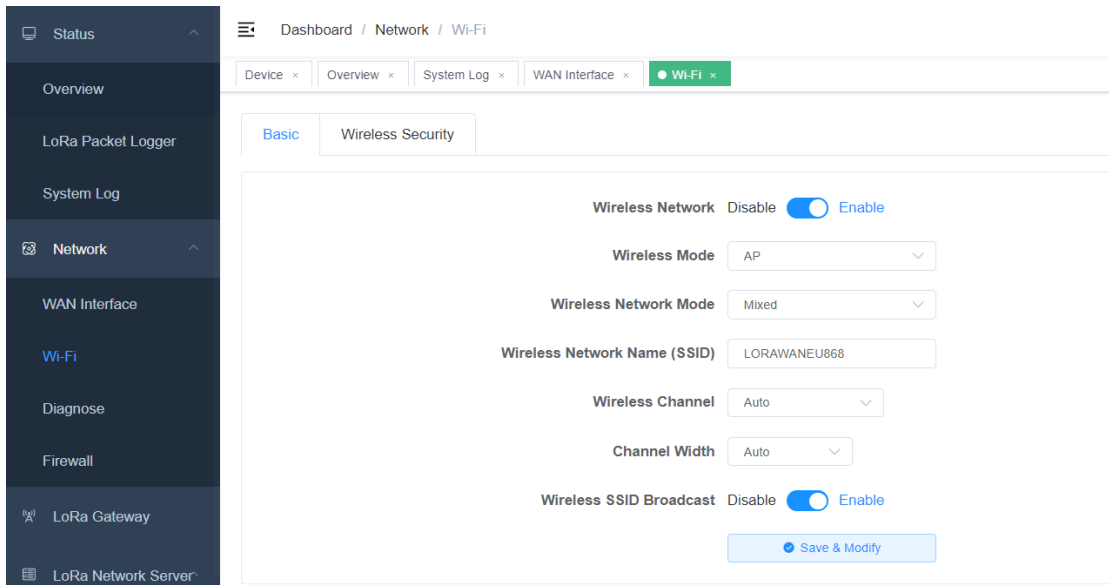 Status
Overview
LoRa Packet Logger
System Log
Network
WAN Interface
Wi-Fi
Diagnose
Firewall
LoRa Gateway
LoRa Network Server
Dashboard / Network / Wi-Fi
Device × Overview × System Log × WAN Interface × Wi-Fi ×
Basic Wireless Security
Wireless Network Disable Enable
Wireless Mode AP
Wireless Network Mode Mixed
Wireless Network Name (SSID) LORAWANEU868
Wireless Channel Auto
Channel Width Auto
Wireless SSID Broadcast Disable Enable
Save & Modify